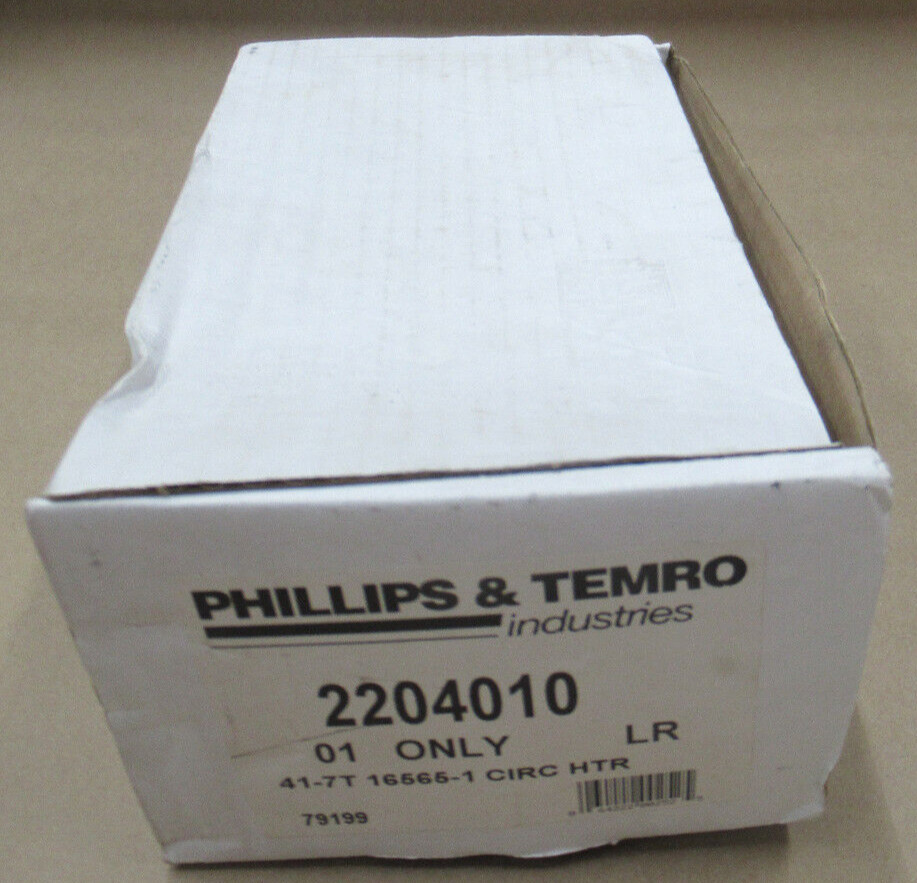 PHILLIPS & TEMRO
industries
2204010
01 ONLY LR
41-7T 16565-1 CIRC HTR
79199